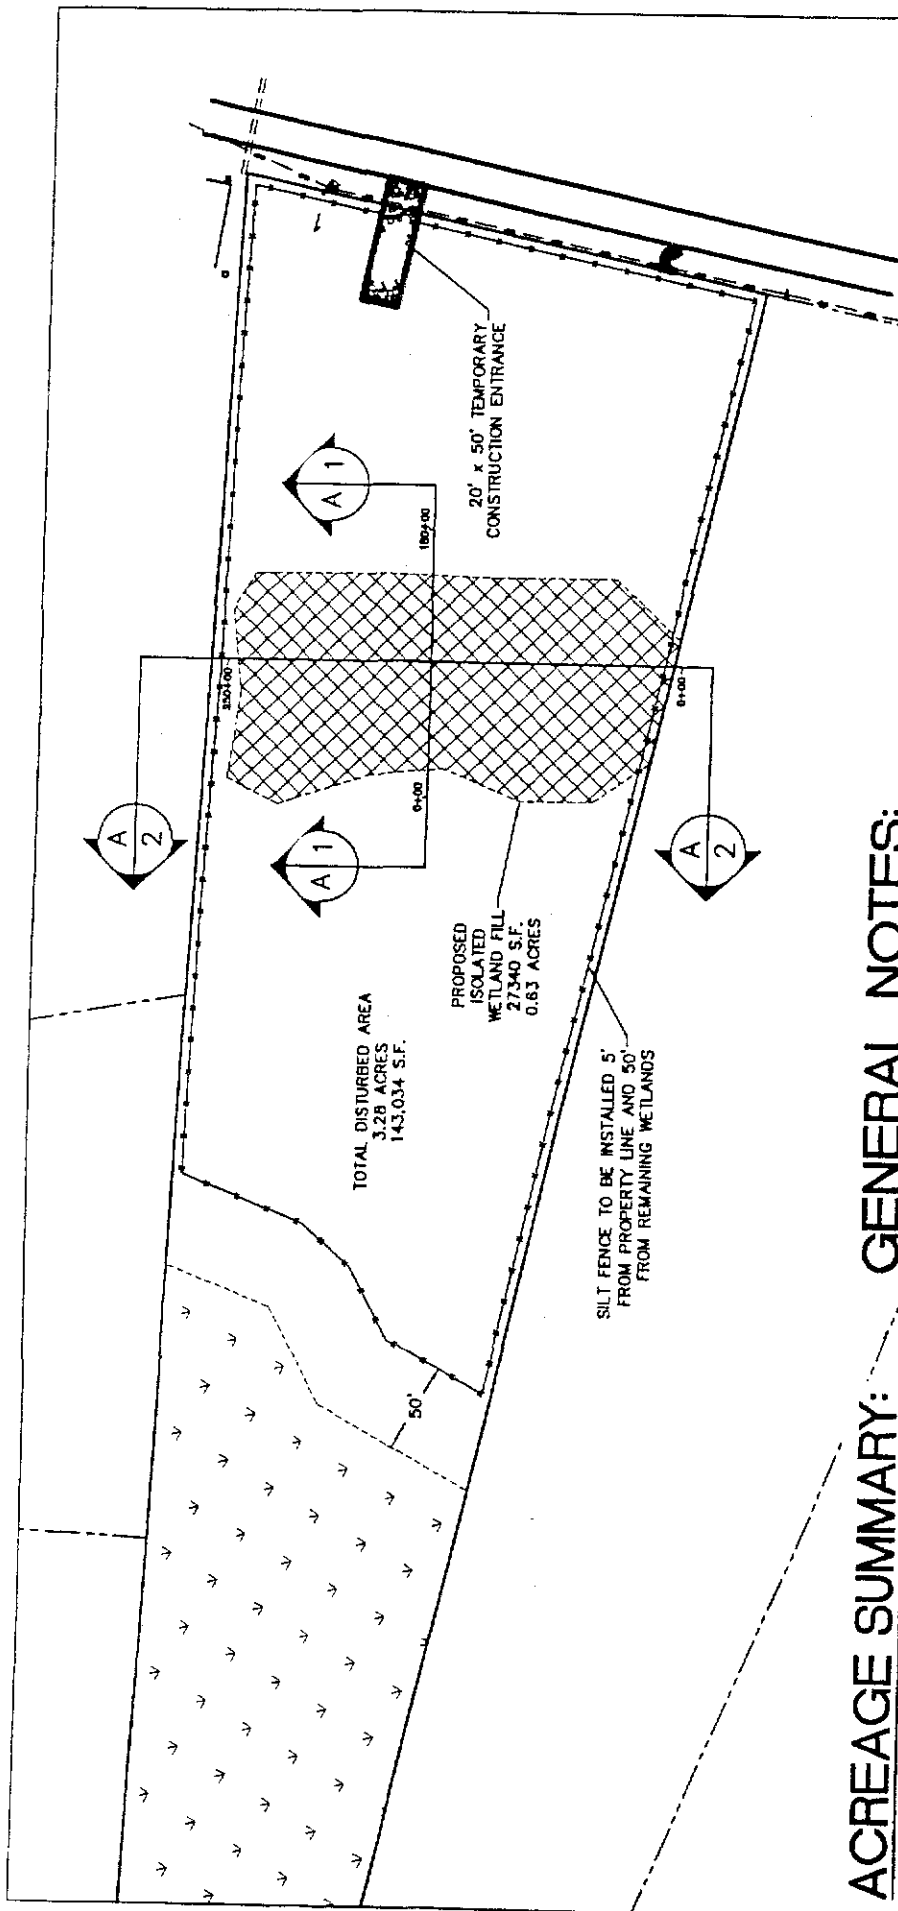 20' x 50' TEMPORARY
CONSTRUCTION ENTRANCE
A
1
180+00
A
2
250+00
0+00
A
2
0+00
A
1
PROPOSED
ISOLATED
WETLAND FILL
27340 S.F.
0.63 ACRES
TOTAL DISTURBED AREA
3.28 ACRES
143,034 S.F.
SILT FENCE TO BE INSTALLED 5'
FROM PROPERTY LINE AND 50'
FROM REMAINING WETLANDS
50'
ACREAGE SUMMARY:
GENERAL NOTES: